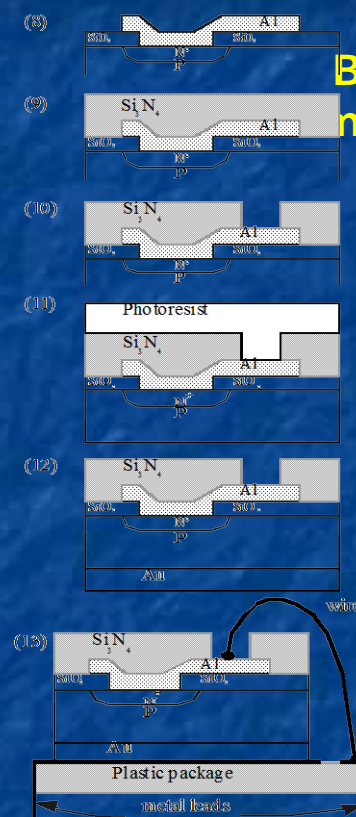 (8)
Al
SiO₂ SiO₂
N⁺
P
B
(9)
Si₃N₄
Al
SiO₂ SiO₂
N⁺
P
(10)
Si₃N₄
Al
SiO₂ SiO₂
N⁺
P
(11)
Photoresist
Si₃N₄
Al
SiO₂ SiO₂
N⁺
P
(12)
Si₃N₄
Al
SiO₂ SiO₂
N⁺
P
Au
wire
(13)
Si₃N₄
Al
SiO₂ SiO₂
N
P
Au
Plastic package
metal leads